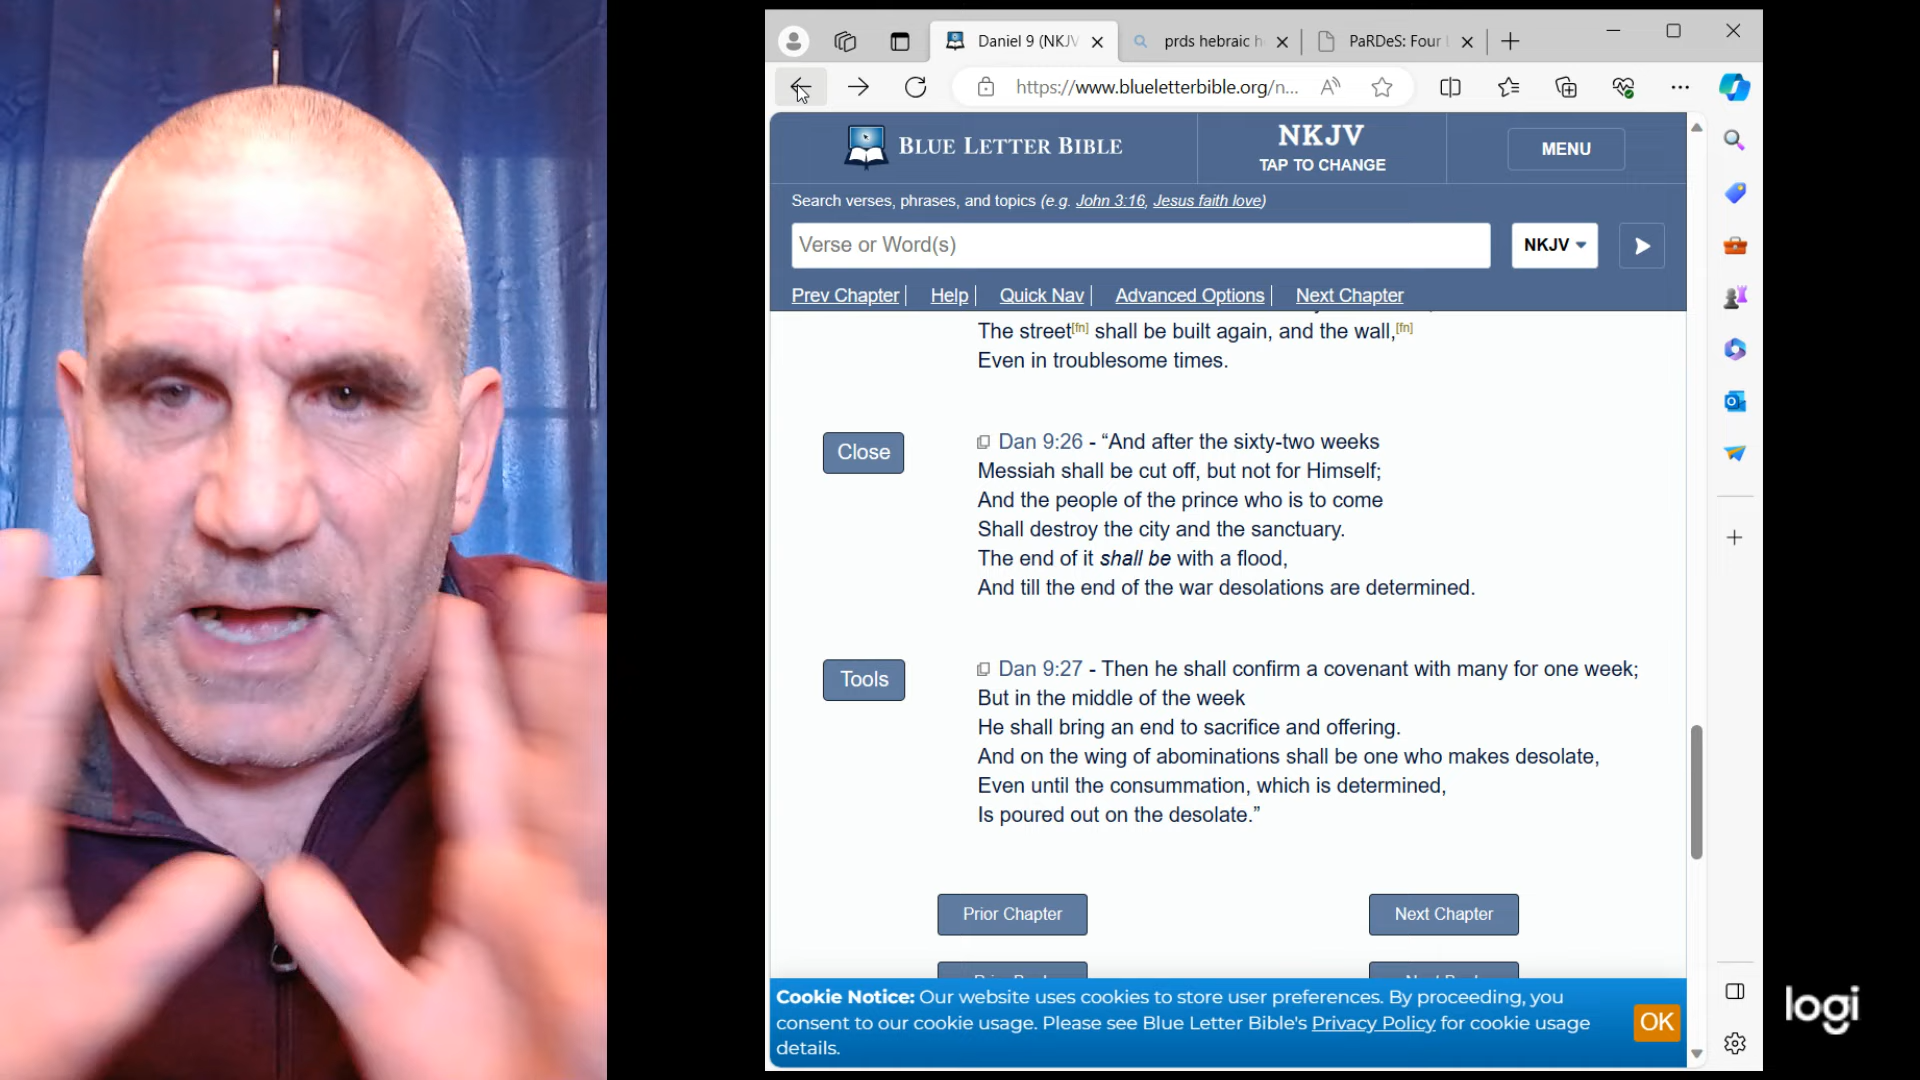 Daniel 9 (NKJV
prds hebraic h
PaRDeS: Four
https://www.blueletterbible.org/n...
BLUE LETTER BIBLE
NKJV
TAP TO CHANGE
MENU
Search verses, phrases, and topics (e.g. John 3:16, Jesus faith love)
Verse or Word(s)
NKJV
Prev Chapter
Help
Quick Nav
Advanced Options
Next Chapter
The street[fn] shall be built again, and the wall,[fn]
Even in troublesome times.
Close
Dan 9:26 - “And after the sixty-two weeks
Messiah shall be cut off, but not for Himself;
And the people of the prince who is to come
Shall destroy the city and the sanctuary.
The end of it shall be with a flood,
And till the end of the war desolations are determined.
Tools
Dan 9:27 - Then he shall confirm a covenant with many for one week;
But in the middle of the week
He shall bring an end to sacrifice and offering.
And on the wing of abominations shall be one who makes desolate,
Even until the consummation, which is determined,
Is poured out on the desolate.”
Prior Chapter
Next Chapter
Cookie Notice: Our website uses cookies to store user preferences. By proceeding, you
consent to our cookie usage. Please see Blue Letter Bible's Privacy Policy for cookie usage
details.
OK
logi